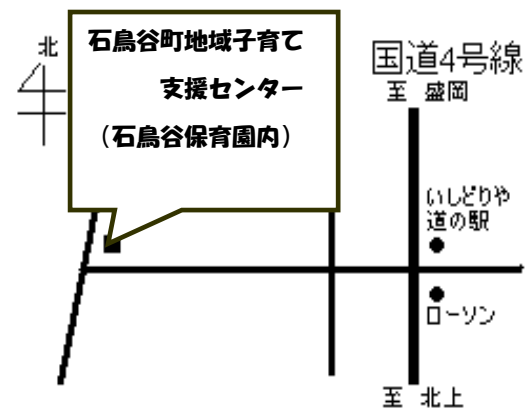 北
石鳥谷町地域子育て
支援センター
（石鳥谷保育園内）
国道4号線
至 盛岡
いしどりや
道の駅
ローソン
至 北上